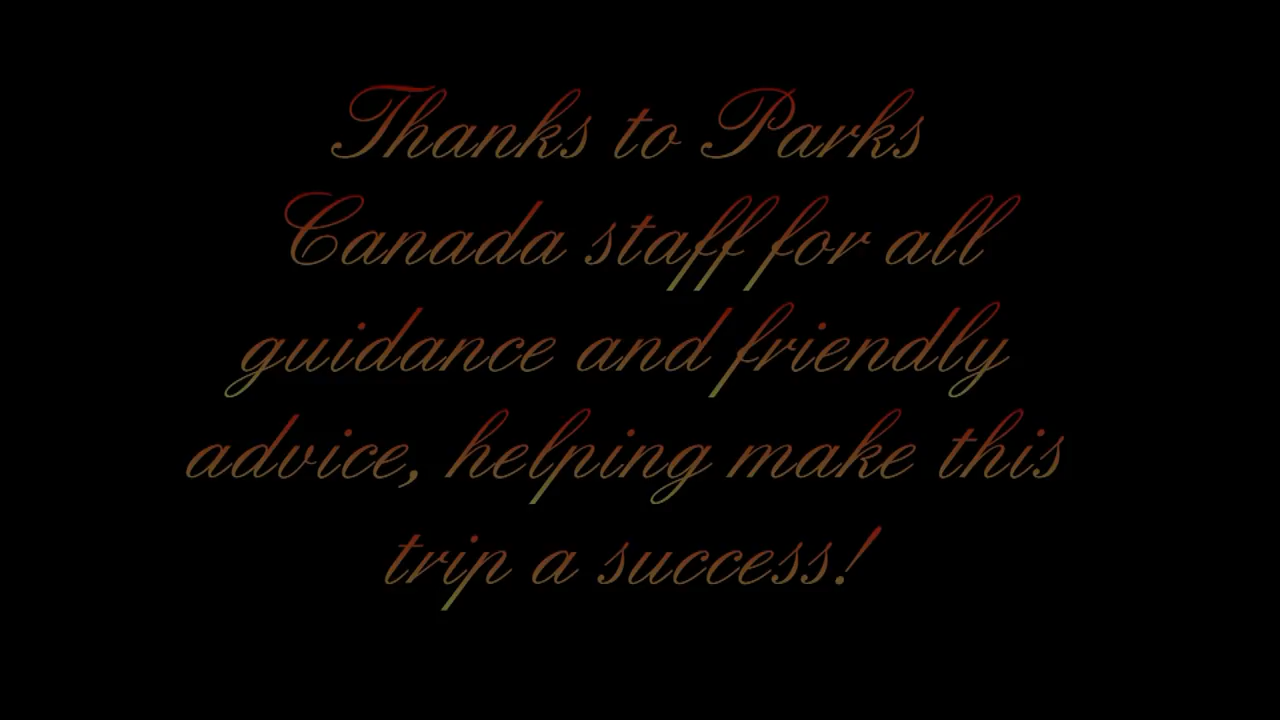 Thanks to Parks
Canada staff for all
guidance and friendly
advice, helping make this
trip a success!